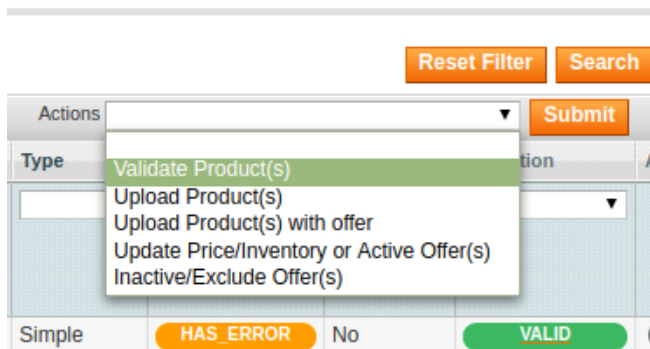 Reset Filter Search
Actions Submit
Type tion
Validate Product(s)
Upload Product(s)
Upload Product(s) with offer
Update Price/Inventory or Active Offer(s)
Inactive/Exclude Offer(s)
Simple HAS_ERROR No VALID